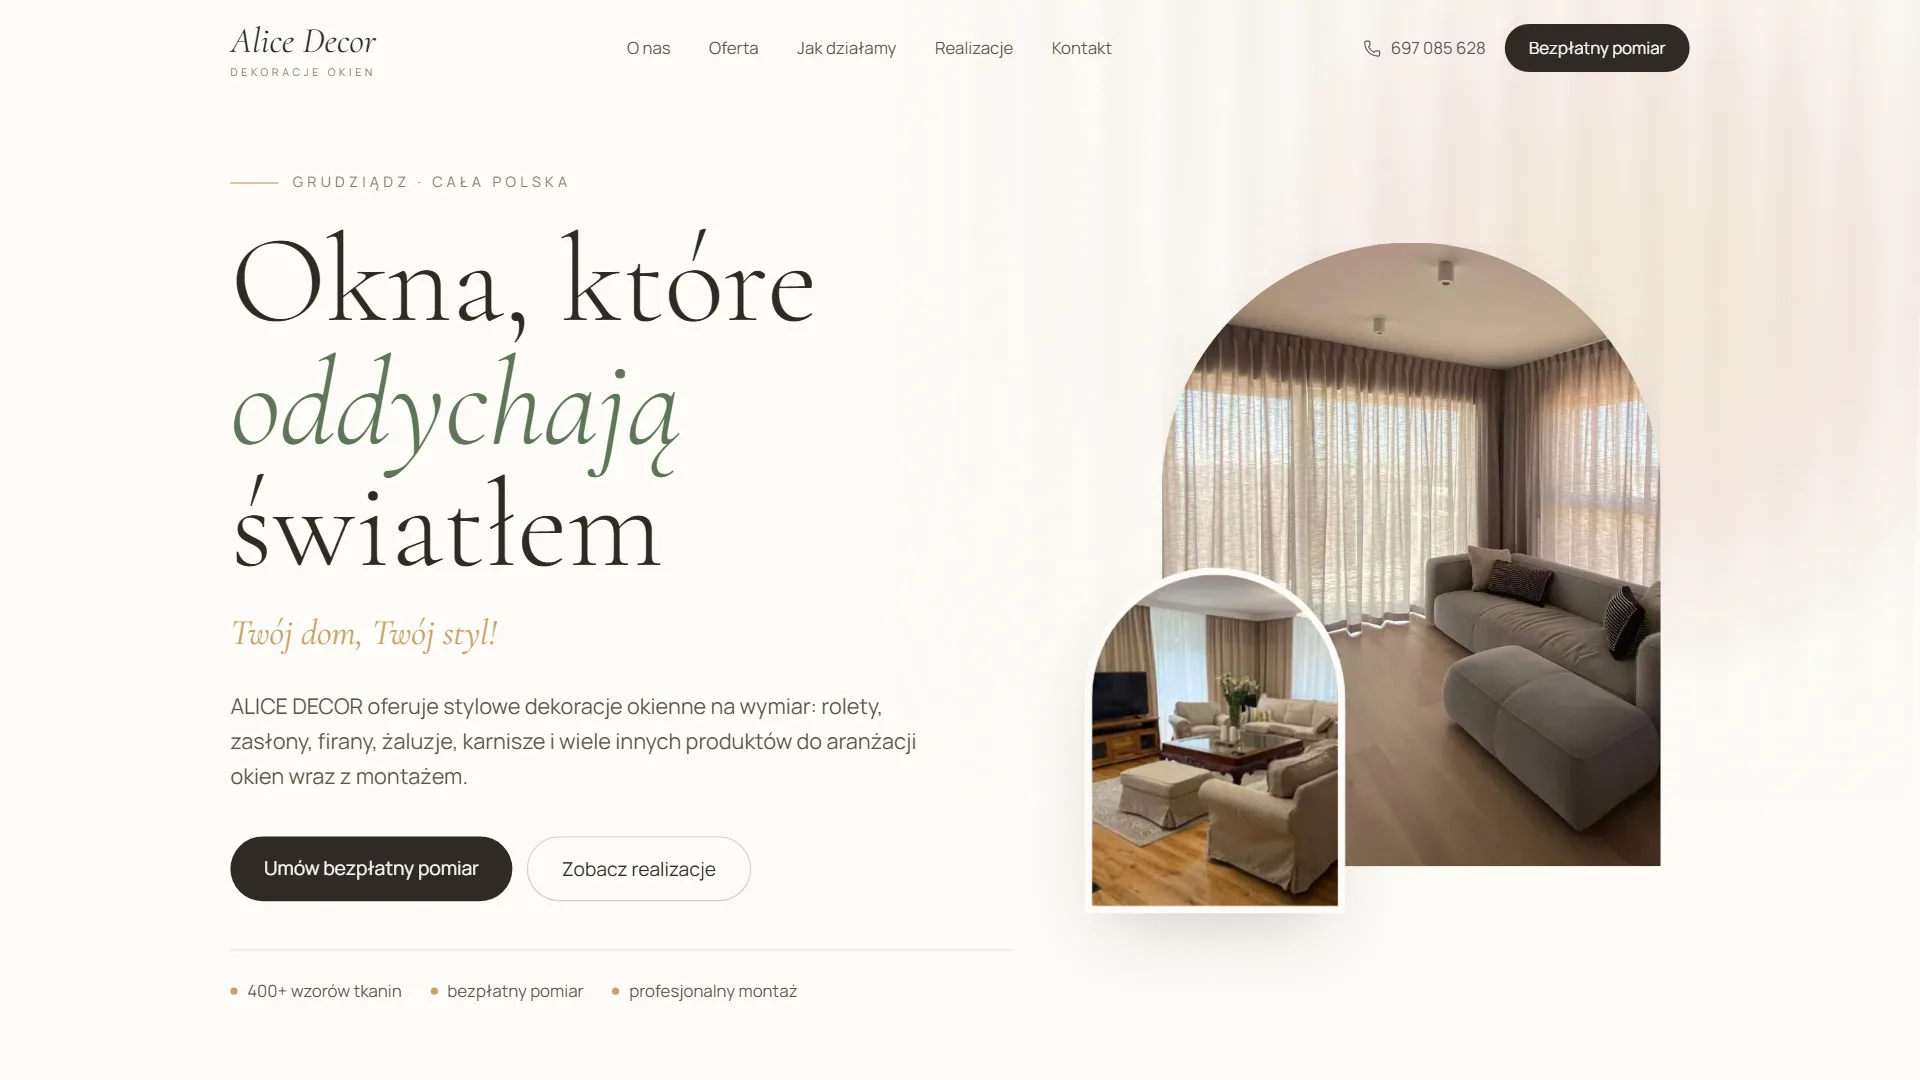 Alice Decor
DEKORACJE OKIEN
O nas
Oferta
Jak działamy
Realizacje
Kontakt
697 085 628
Bezpłatny pomiar
GRUDZIĄDZ · CAŁA POLSKA
Okna, które
oddychają
światłem
Twój dom, Twój styl!
ALICE DECOR oferuje stylowe dekoracje okienne na wymiar: rolety,
zasłony, firany, żaluzje, karnisze i wiele innych produktów do aranżacji
okien wraz z montażem.
Umów bezpłatny pomiar
Zobacz realizacje
400+ wzorów tkanin
bezpłatny pomiar
profesjonalny montaż